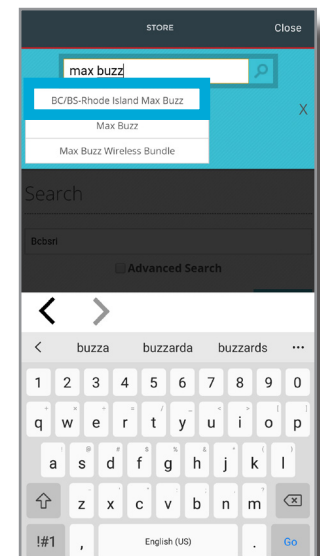 STORE Close
max buzz
BC/BS-Rhode Island Max Buzz
X
Max Buzz
Max Buzz Wireless Bundle
Search
Bcbsri
Advanced Search
< buzza buzzarda buzzards ...
1 2 3 4 5 6 7 8 9 0
q w e r t y u i o p
a s d f g h j k l
z x c v b n m
!#1 , English (US) . Go